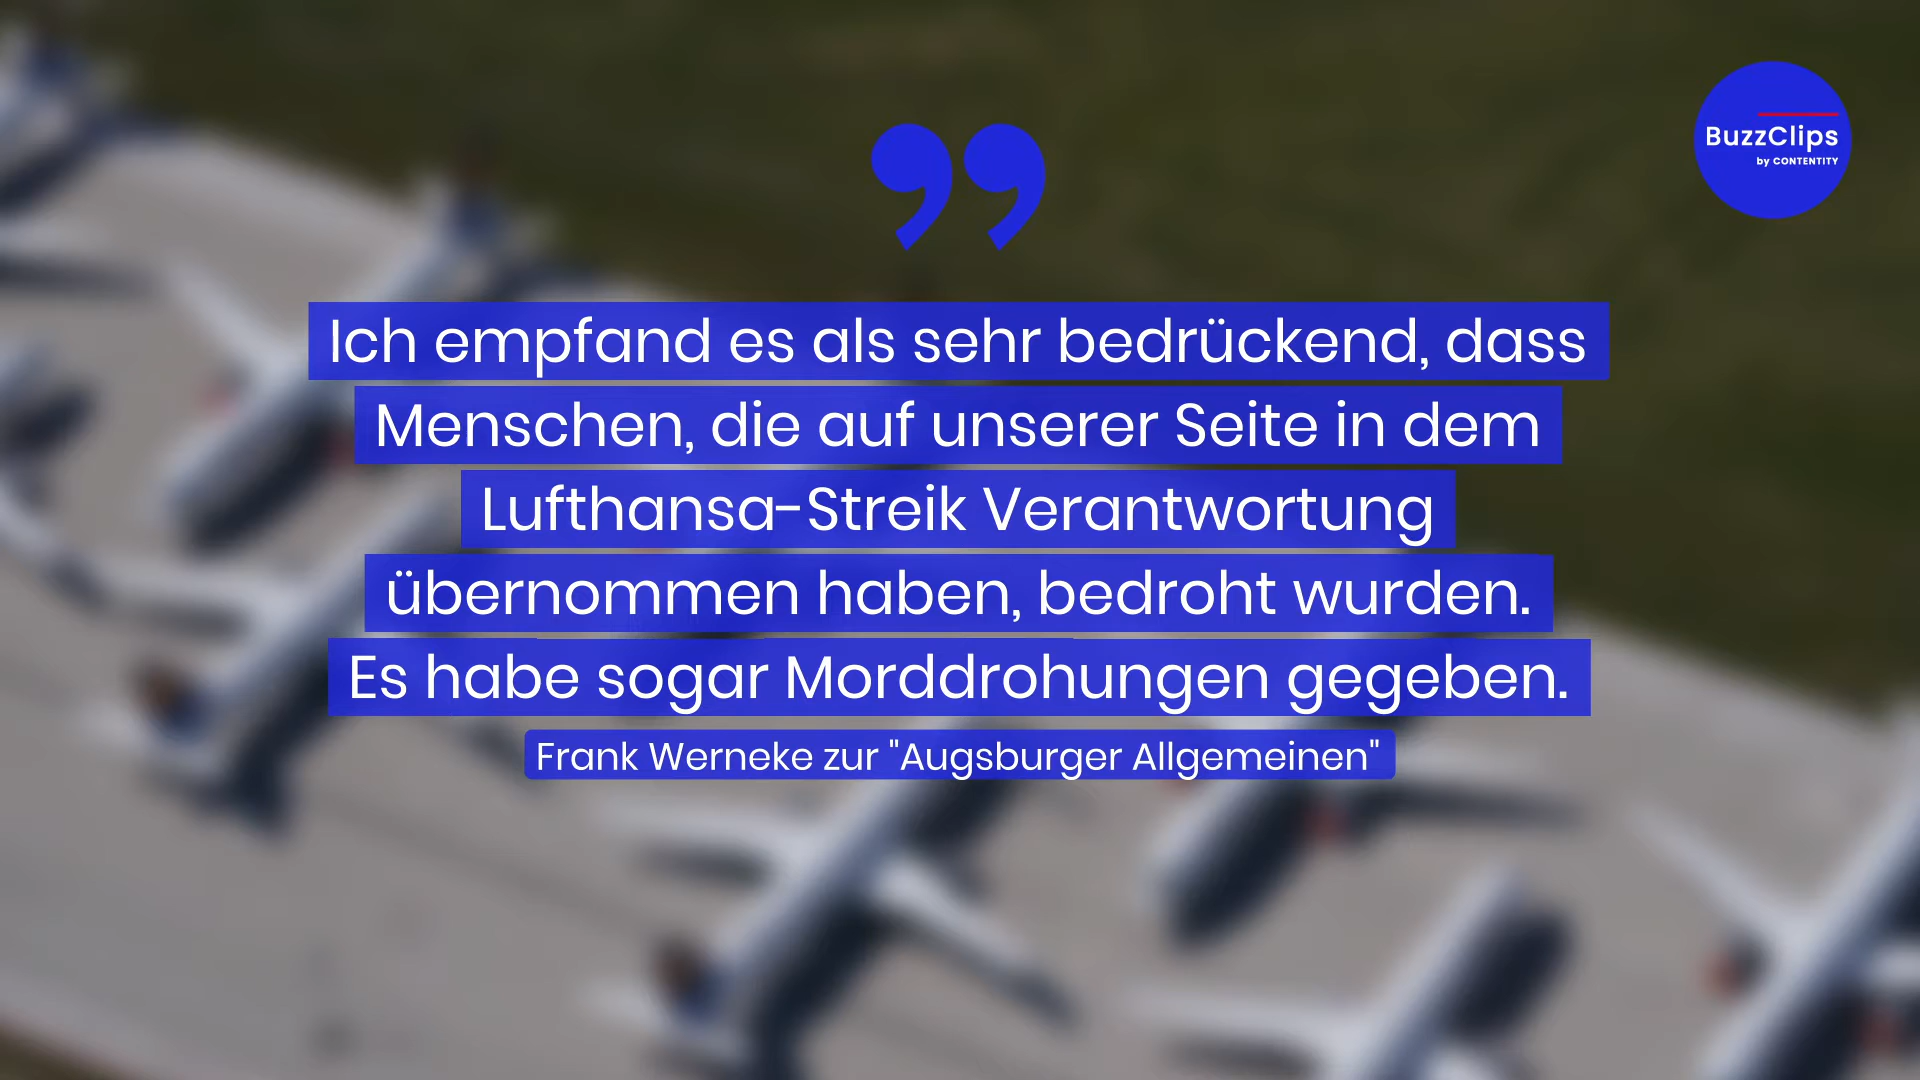 BuzzClips
by CONTENTITY
”
Ich empfand es als sehr bedrückend, dass
Menschen, die auf unserer Seite in dem
Lufthansa-Streik Verantwortung
übernommen haben, bedroht wurden.
Es habe sogar Morddrohungen gegeben.
Frank Werneke zur "Augsburger Allgemeinen"